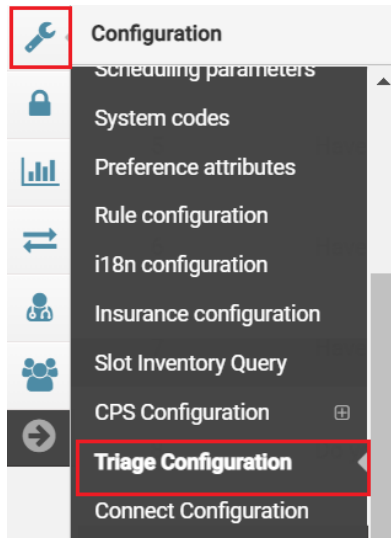 Configuration
Scheduling parameters
System codes
Preference attributes
Rule configuration
i18n configuration
Insurance configuration
Slot Inventory Query
CPS Configuration
Triage Configuration
Connect Configuration